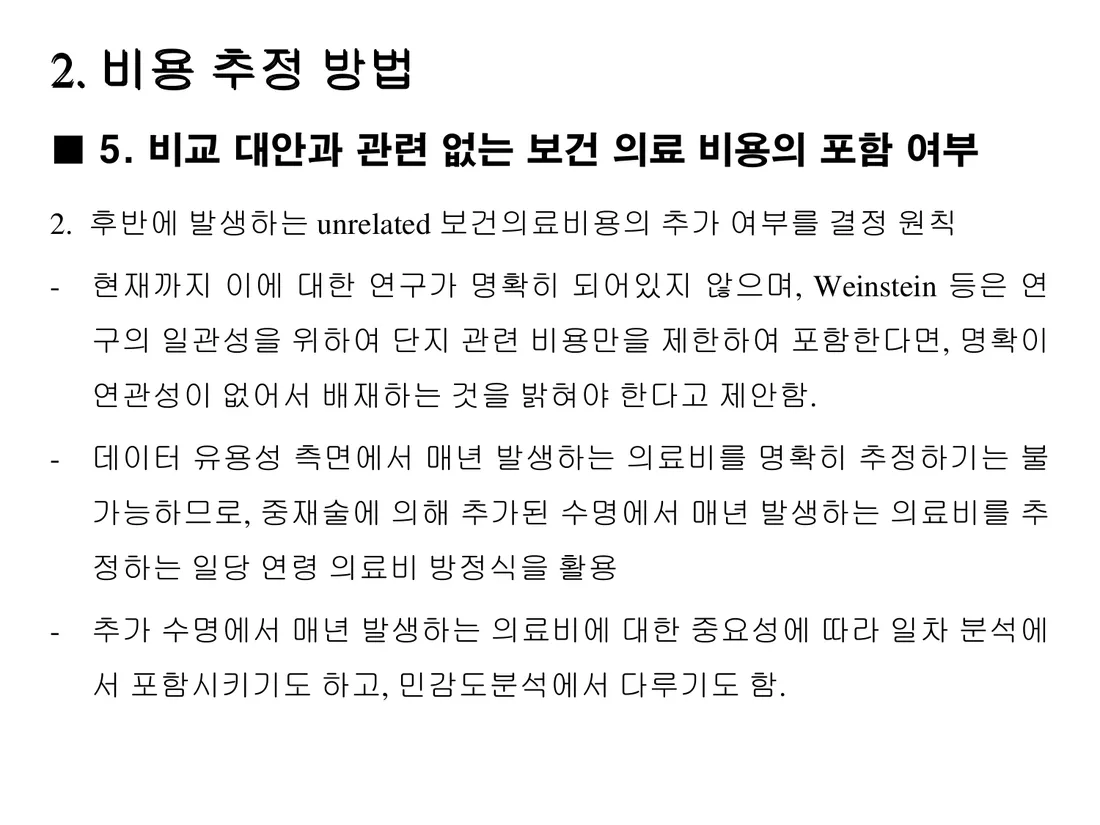 2. 비용 추정 방법
■ 5. 비교 대안과 관련 없는 보건 의료 비용의 포함 여부
2. 후반에 발생하는 unrelated 보건의료비용의 추가 여부를 결정 원칙
- 현재까지 이에 대한 연구가 명확히 되어있지 않으며, Weinstein 등은 연
구의 일관성을 위하여 단지 관련 비용만을 제한하여 포함한다면, 명확이
연관성이 없어서 배재하는 것을 밝혀야 한다고 제안함.
- 데이터 유용성 측면에서 매년 발생하는 의료비를 명확히 추정하기는 불
가능하므로, 중재술에 의해 추가된 수명에서 매년 발생하는 의료비를 추
정하는 일당 연령 의료비 방정식을 활용
- 추가 수명에서 매년 발생하는 의료비에 대한 중요성에 따라 일차 분석에
서 포함시키기도 하고, 민감도분석에서 다루기도 함.